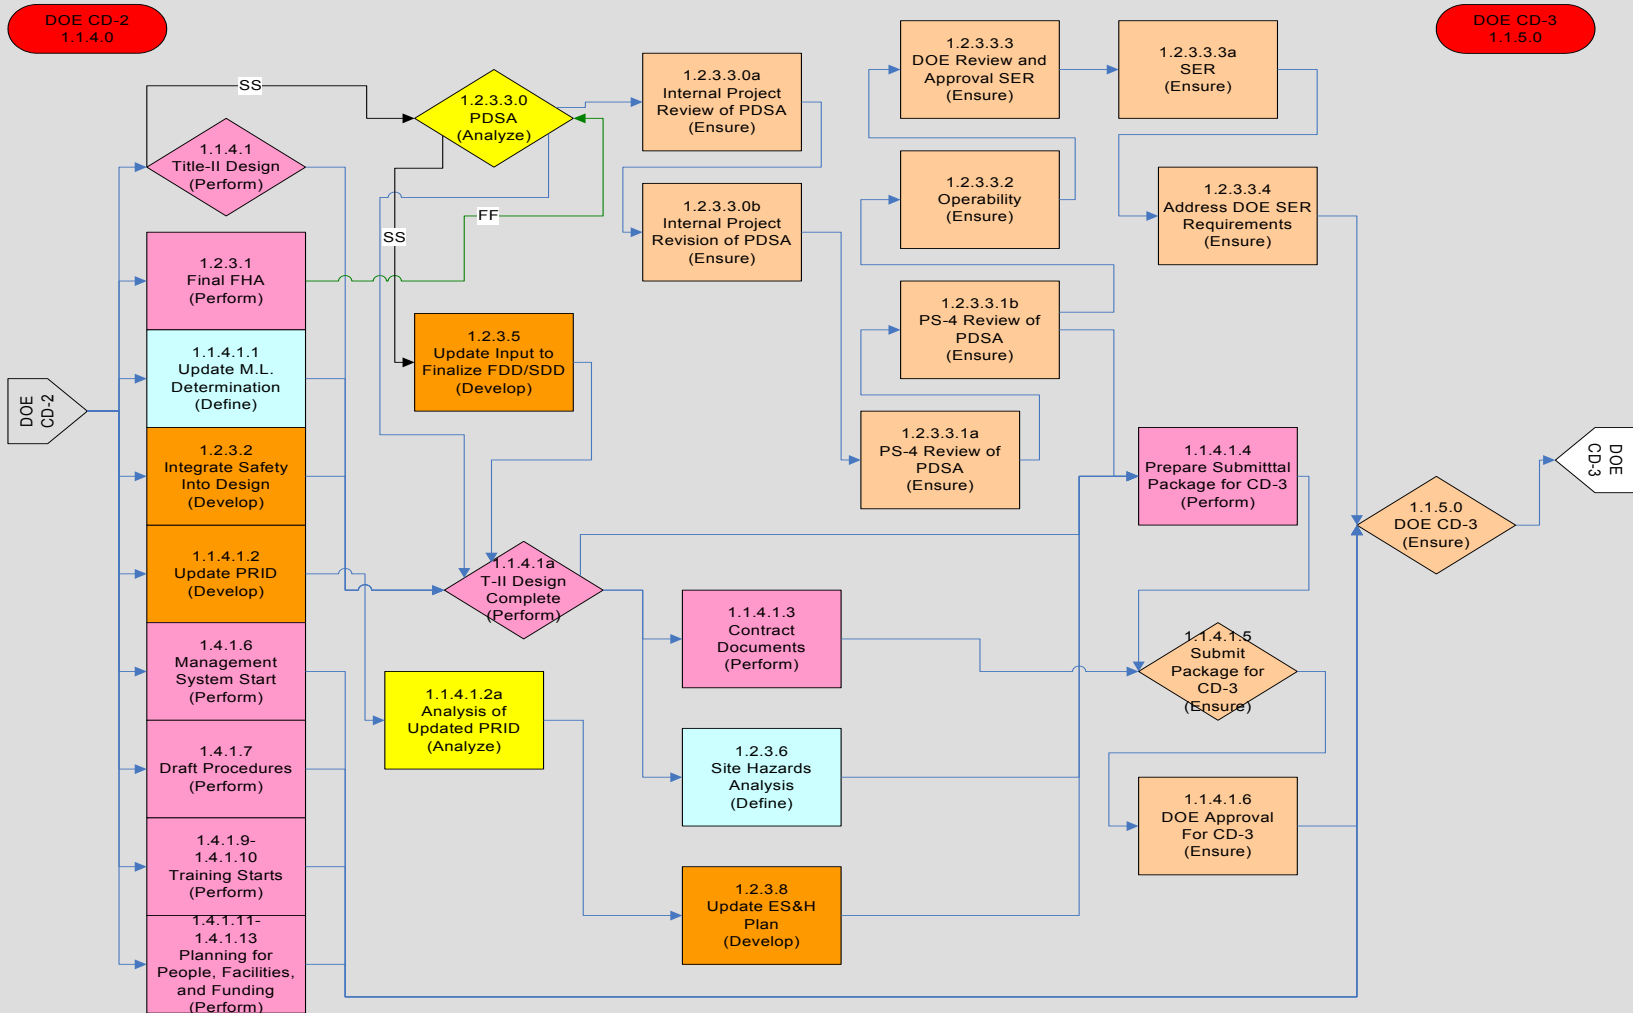 DOE CD-2
1.1.4.0
DOE CD-3
1.1.5.0
SS
1.2.3.3.0
PDSA
(Analyze)
1.2.3.3.0a
Internal Project
Review of PDSA
(Ensure)
1.2.3.3.3
DOE Review and
Approval SER
(Ensure)
1.2.3.3.3a
SER
(Ensure)
1.1.4.1
Title-II Design
(Perform)
FF
SS
1.2.3.3.0b
Internal Project
Revision of PDSA
(Ensure)
1.2.3.3.2
Operability
(Ensure)
1.2.3.3.4
Address DOE SER
Requirements
(Ensure)
1.2.3.1
Final FHA
(Perform)
1.2.3.3.1b
PS-4 Review of
PDSA
(Ensure)
1.2.3.5
Update Input to
Finalize FDD/SDD
(Develop)
1.1.4.1.1
Update M.L.
Determination
(Define)
DOE
CD-2
1.2.3.3.1a
PS-4 Review of
PDSA
(Ensure)
1.2.3.2
Integrate Safety
Into Design
(Develop)
1.1.4.1.4
Prepare Submitttal
Package for CD-3
(Perform)
DOE
CD-3
1.1.5.0
DOE CD-3
(Ensure)
1.1.4.1.2
Update PRID
(Develop)
1.1.4.1a
T-II Design
Complete
(Perform)
1.1.4.1.3
Contract
Documents
(Perform)
1.1.4.1.5
Submit
Package for
CD-3
(Ensure)
1.4.1.6
Management
System Start
(Perform)
1.1.4.1.2a
Analysis of
Updated PRID
(Analyze)
1.4.1.7
Draft Procedures
(Perform)
1.2.3.6
Site Hazards
Analysis
(Define)
1.1.4.1.6
DOE Approval
For CD-3
(Ensure)
1.4.1.9-
1.4.1.10
Training Starts
(Perform)
1.2.3.8
Update ES&H
Plan
(Develop)
1.4.1.11-
1.4.1.13
Planning for
People, Facilities,
and Funding
(Perform)